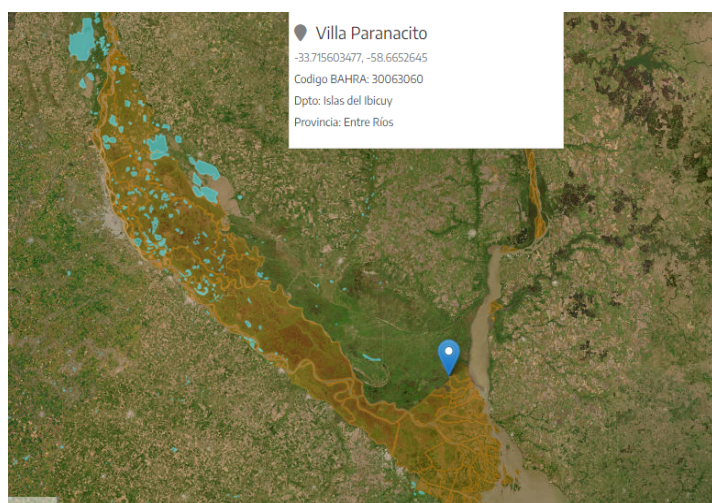 Villa Paranacito
-33.715603477, -58.6652645
Codigo BAHRA: 30063060
Dpto: Islas del Ibicuy
Provincia: Entre Ríos